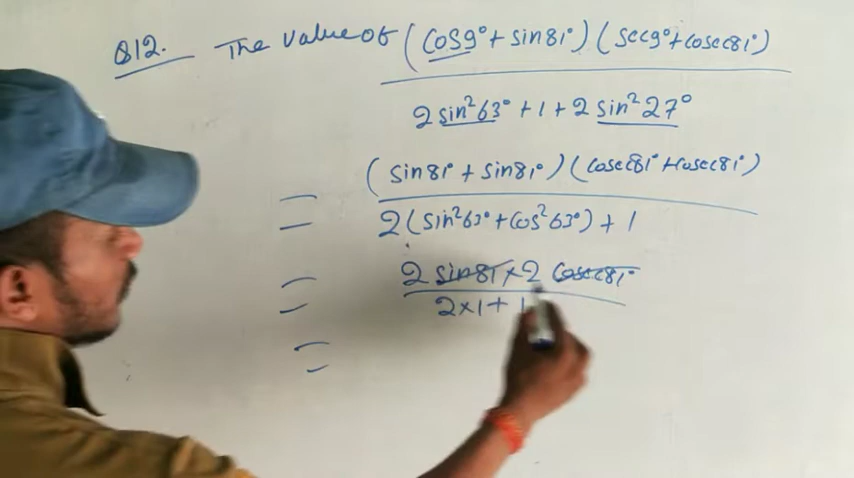 Q12. The value of (cos9° + sin81°) (sec9° + cosec81°)
2 sin²63° + 1 + 2 sin²27°
= (sin81° + sin81°) (cosec81° + cosec81°)
2 (sin²63° + cos²63°) + 1
= 2 sin81 × 2 cosec81°
2×1 + 1
=